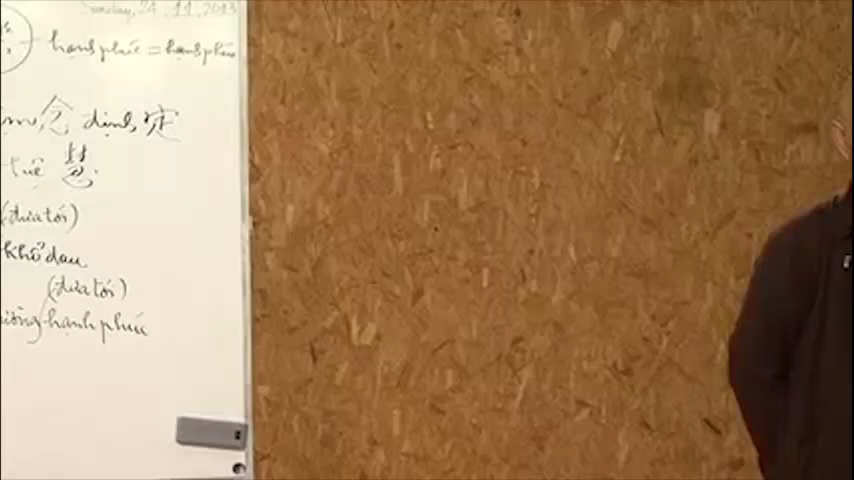 Sunday, 24.11.2013
hạnh phúc = hạnh phúc
念 định 定
tuệ 慧
(đưa tới)
khổ đau
(đưa tới)
hạnh phúc